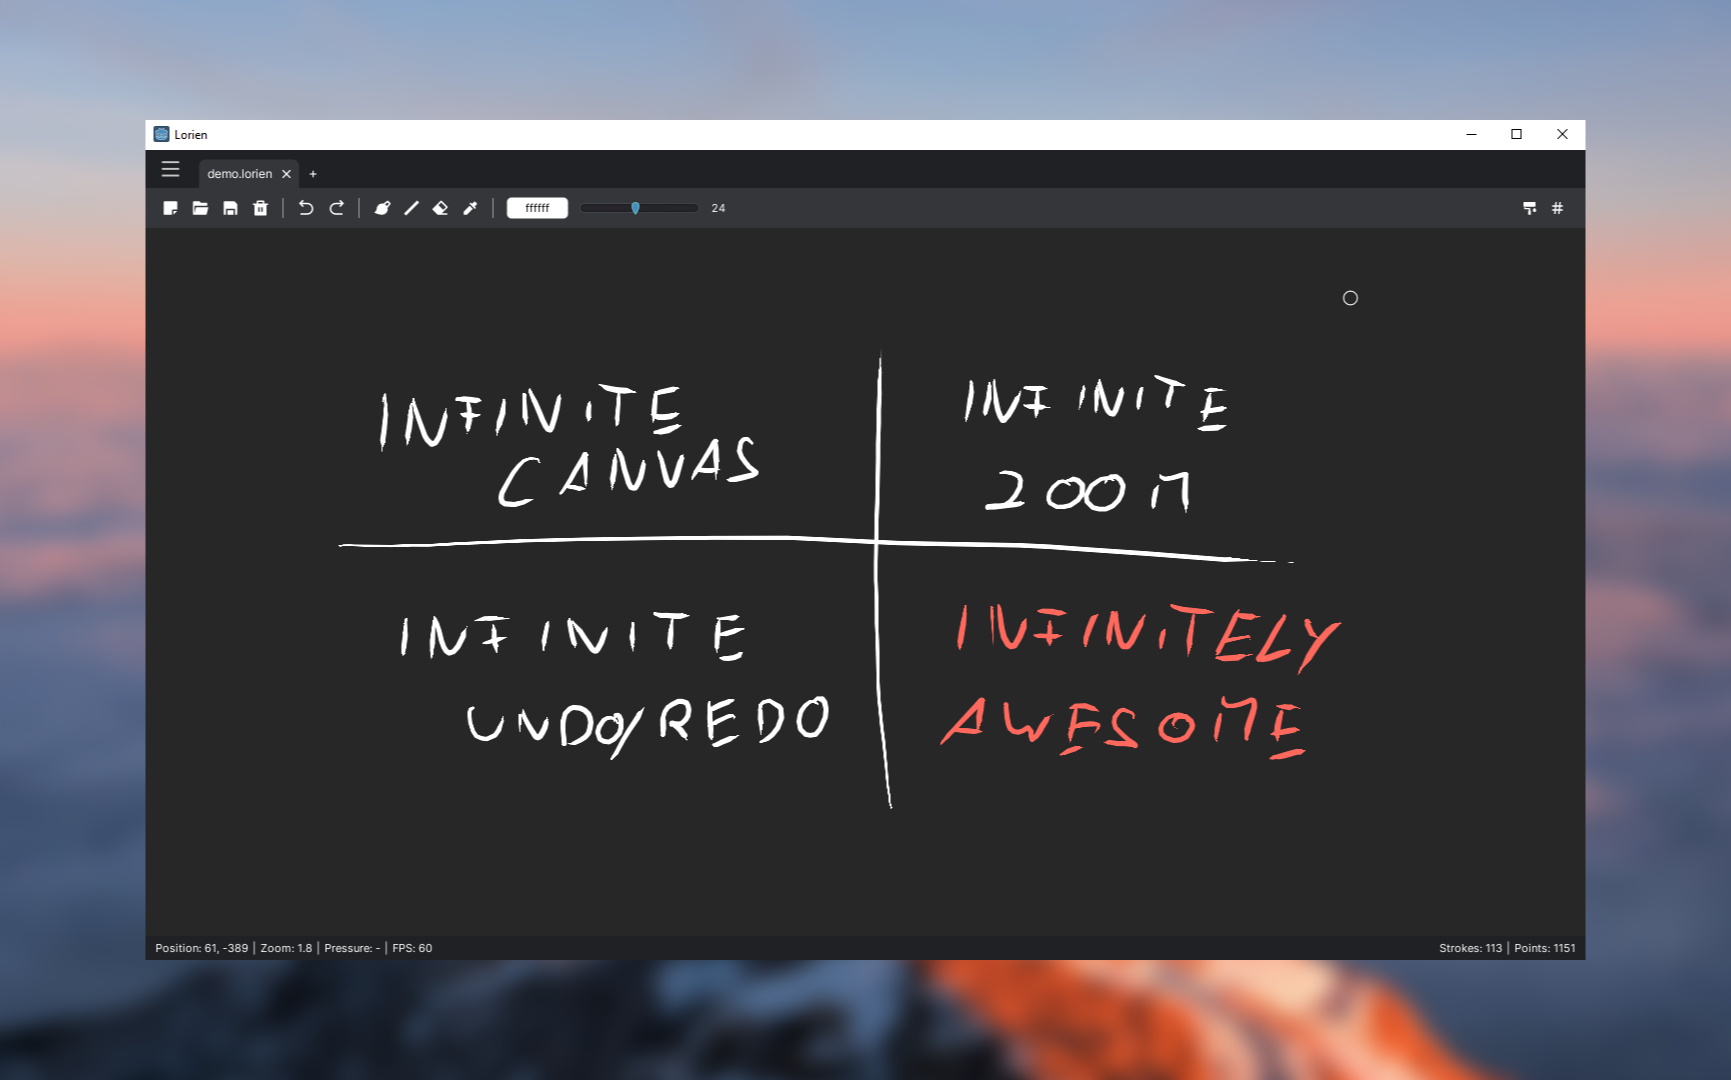 Lorien
demo.lorien
ffffff
24
INFINITE
CANVAS
INFINITE
ZOOM
INFINITE
UNDO/REDO
INFINITELY
AWESOME
Position: 61, -389 | Zoom: 1.8 | Pressure: - | FPS: 60
Strokes: 113 | Points: 1151